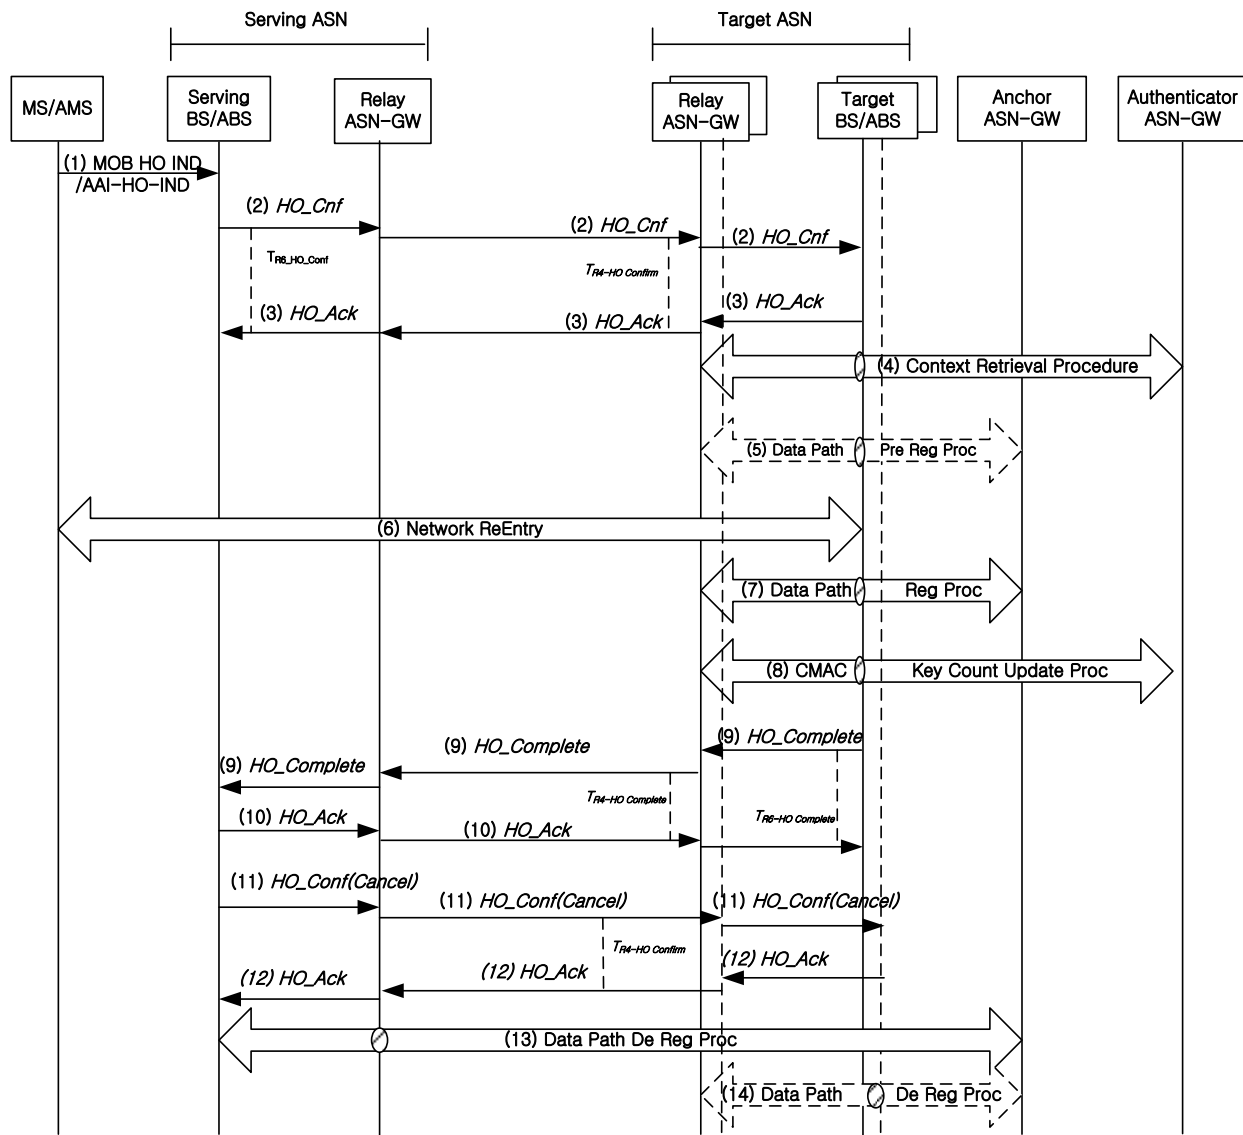 Serving ASN
Target ASN
MS/AMS
Serving
BS/ABS
Relay
ASN-GW
Relay
ASN-GW
Target
BS/ABS
Anchor
ASN-GW
Authenticator
ASN-GW
(1) MOB HO IND
/AAI-HO-IND
(2) HO_Cnf
(2) HO_Cnf
(2) HO_Cnf
TR6_HO_Conf
TR4-HO Confirm
(3) HO_Ack
(3) HO_Ack
(3) HO_Ack
(4) Context Retrieval Procedure
(5) Data Path Pre Reg Proc
(6) Network ReEntry
(7) Data Path Reg Proc
(8) CMAC Key Count Update Proc
(9) HO_Complete
(9) HO_Complete
(9) HO_Complete
TR4-HO Complete
TR6-HO Complete
(10) HO_Ack
(10) HO_Ack
(11) HO_Conf(Cancel)
(11) HO_Conf(Cancel)
(11) HO_Conf(Cancel)
TR4-HO Confirm
(12) HO_Ack
(12) HO_Ack
(12) HO_Ack
(13) Data Path De Reg Proc
(14) Data Path De Reg Proc